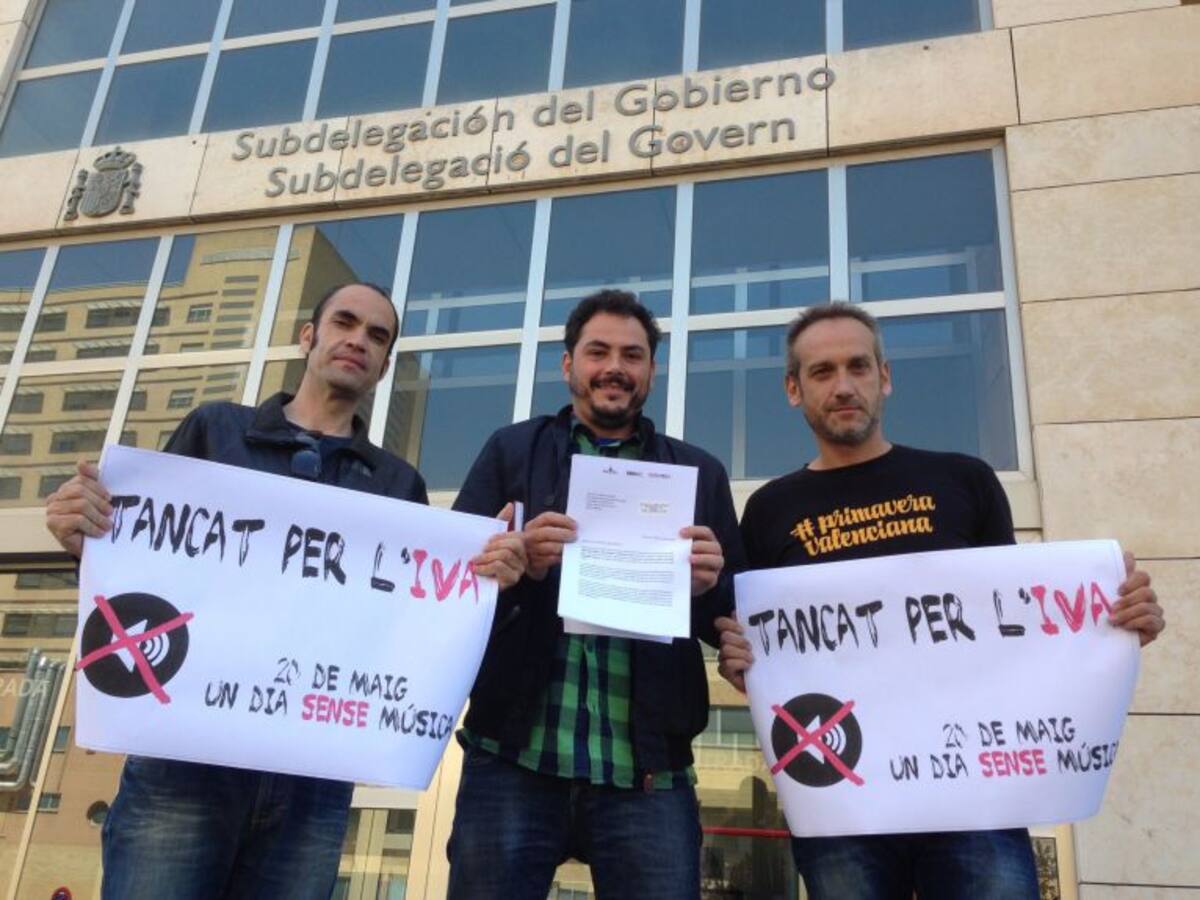 Subdelegación del Gobierno
Subdelegació del Govern
TANCAT PER L'IVA
20 DE MAIG
UN DIA SENSE MÚSICA
#primavera
Valenciana
TANCAT PER L'IVA
20 DE MAIG
UN DIA SENSE MÚSICA